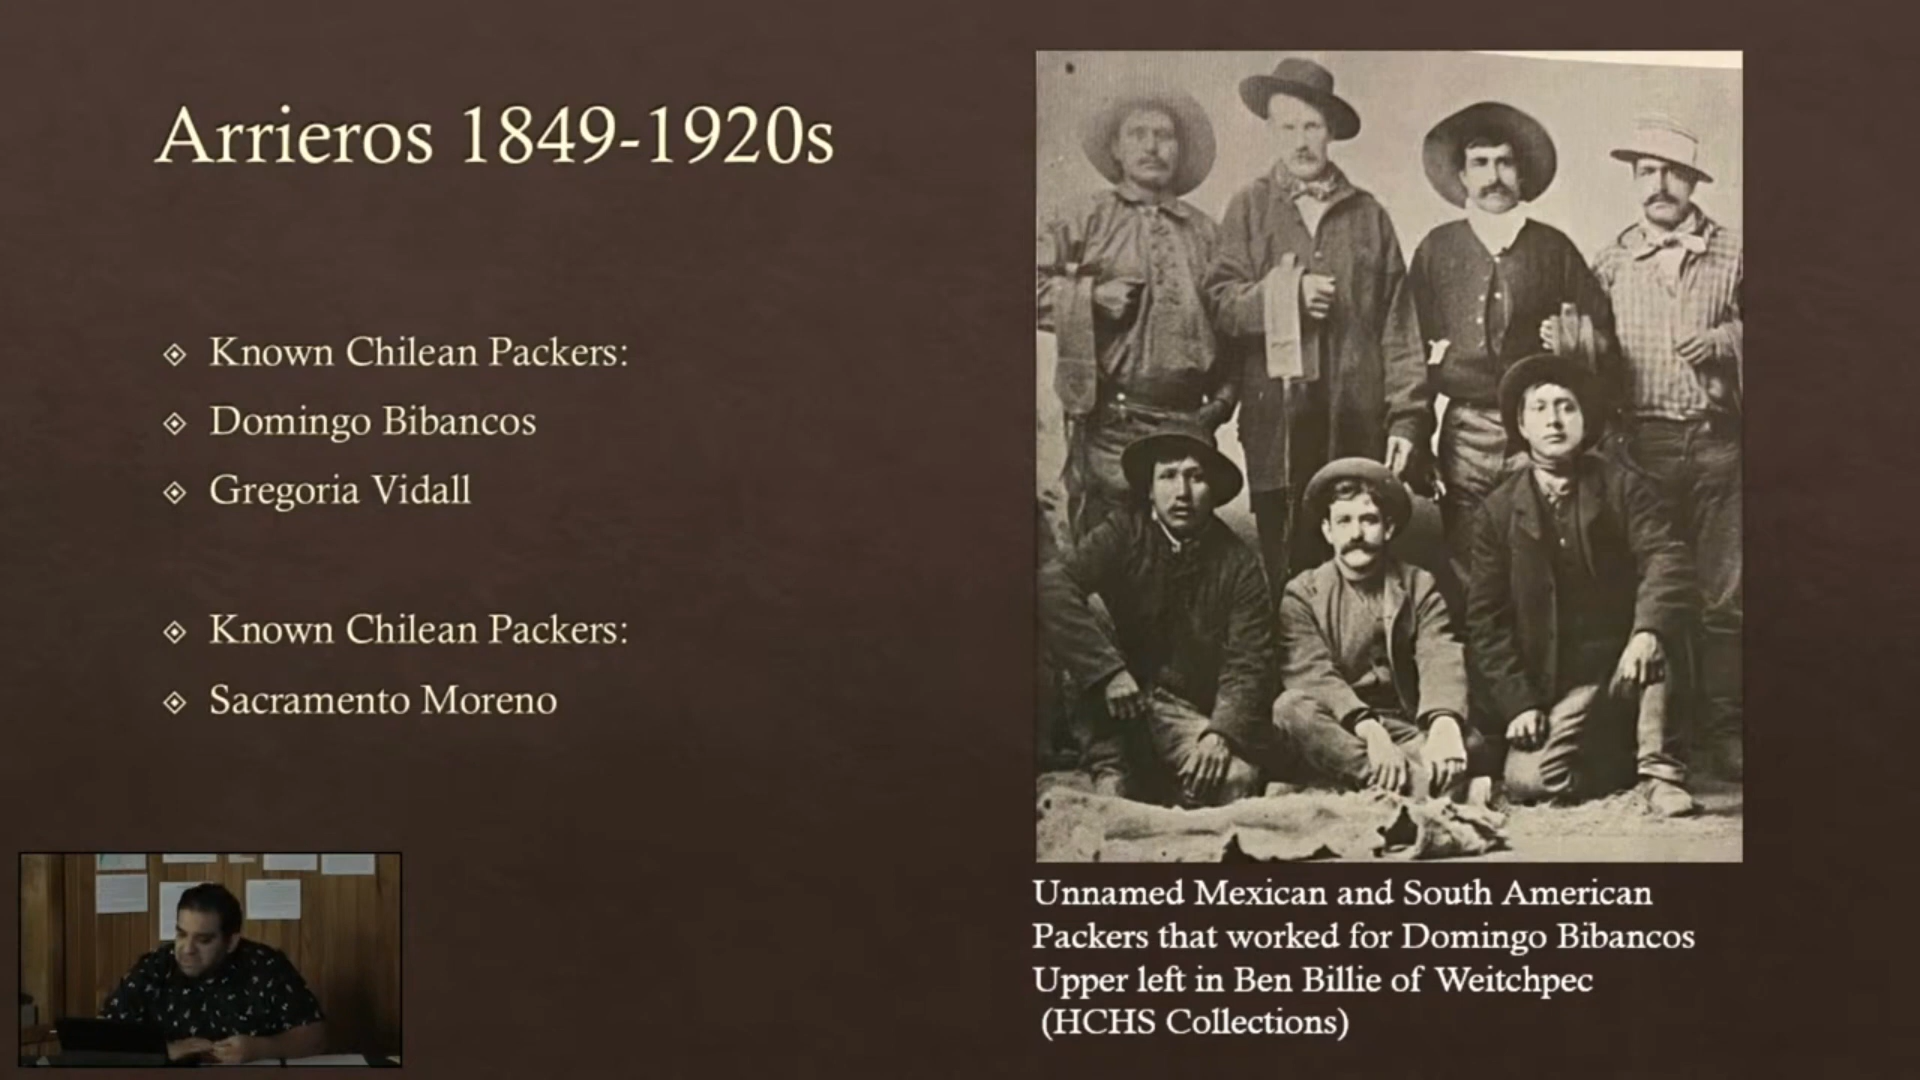 Arrieros 1849-1920s
Known Chilean Packers:
Domingo Bibancos
Gregoria Vidall
Known Chilean Packers:
Sacramento Moreno
Unnamed Mexican and South American
Packers that worked for Domingo Bibancos
Upper left in Ben Billie of Weitchpec
(HCHS Collections)